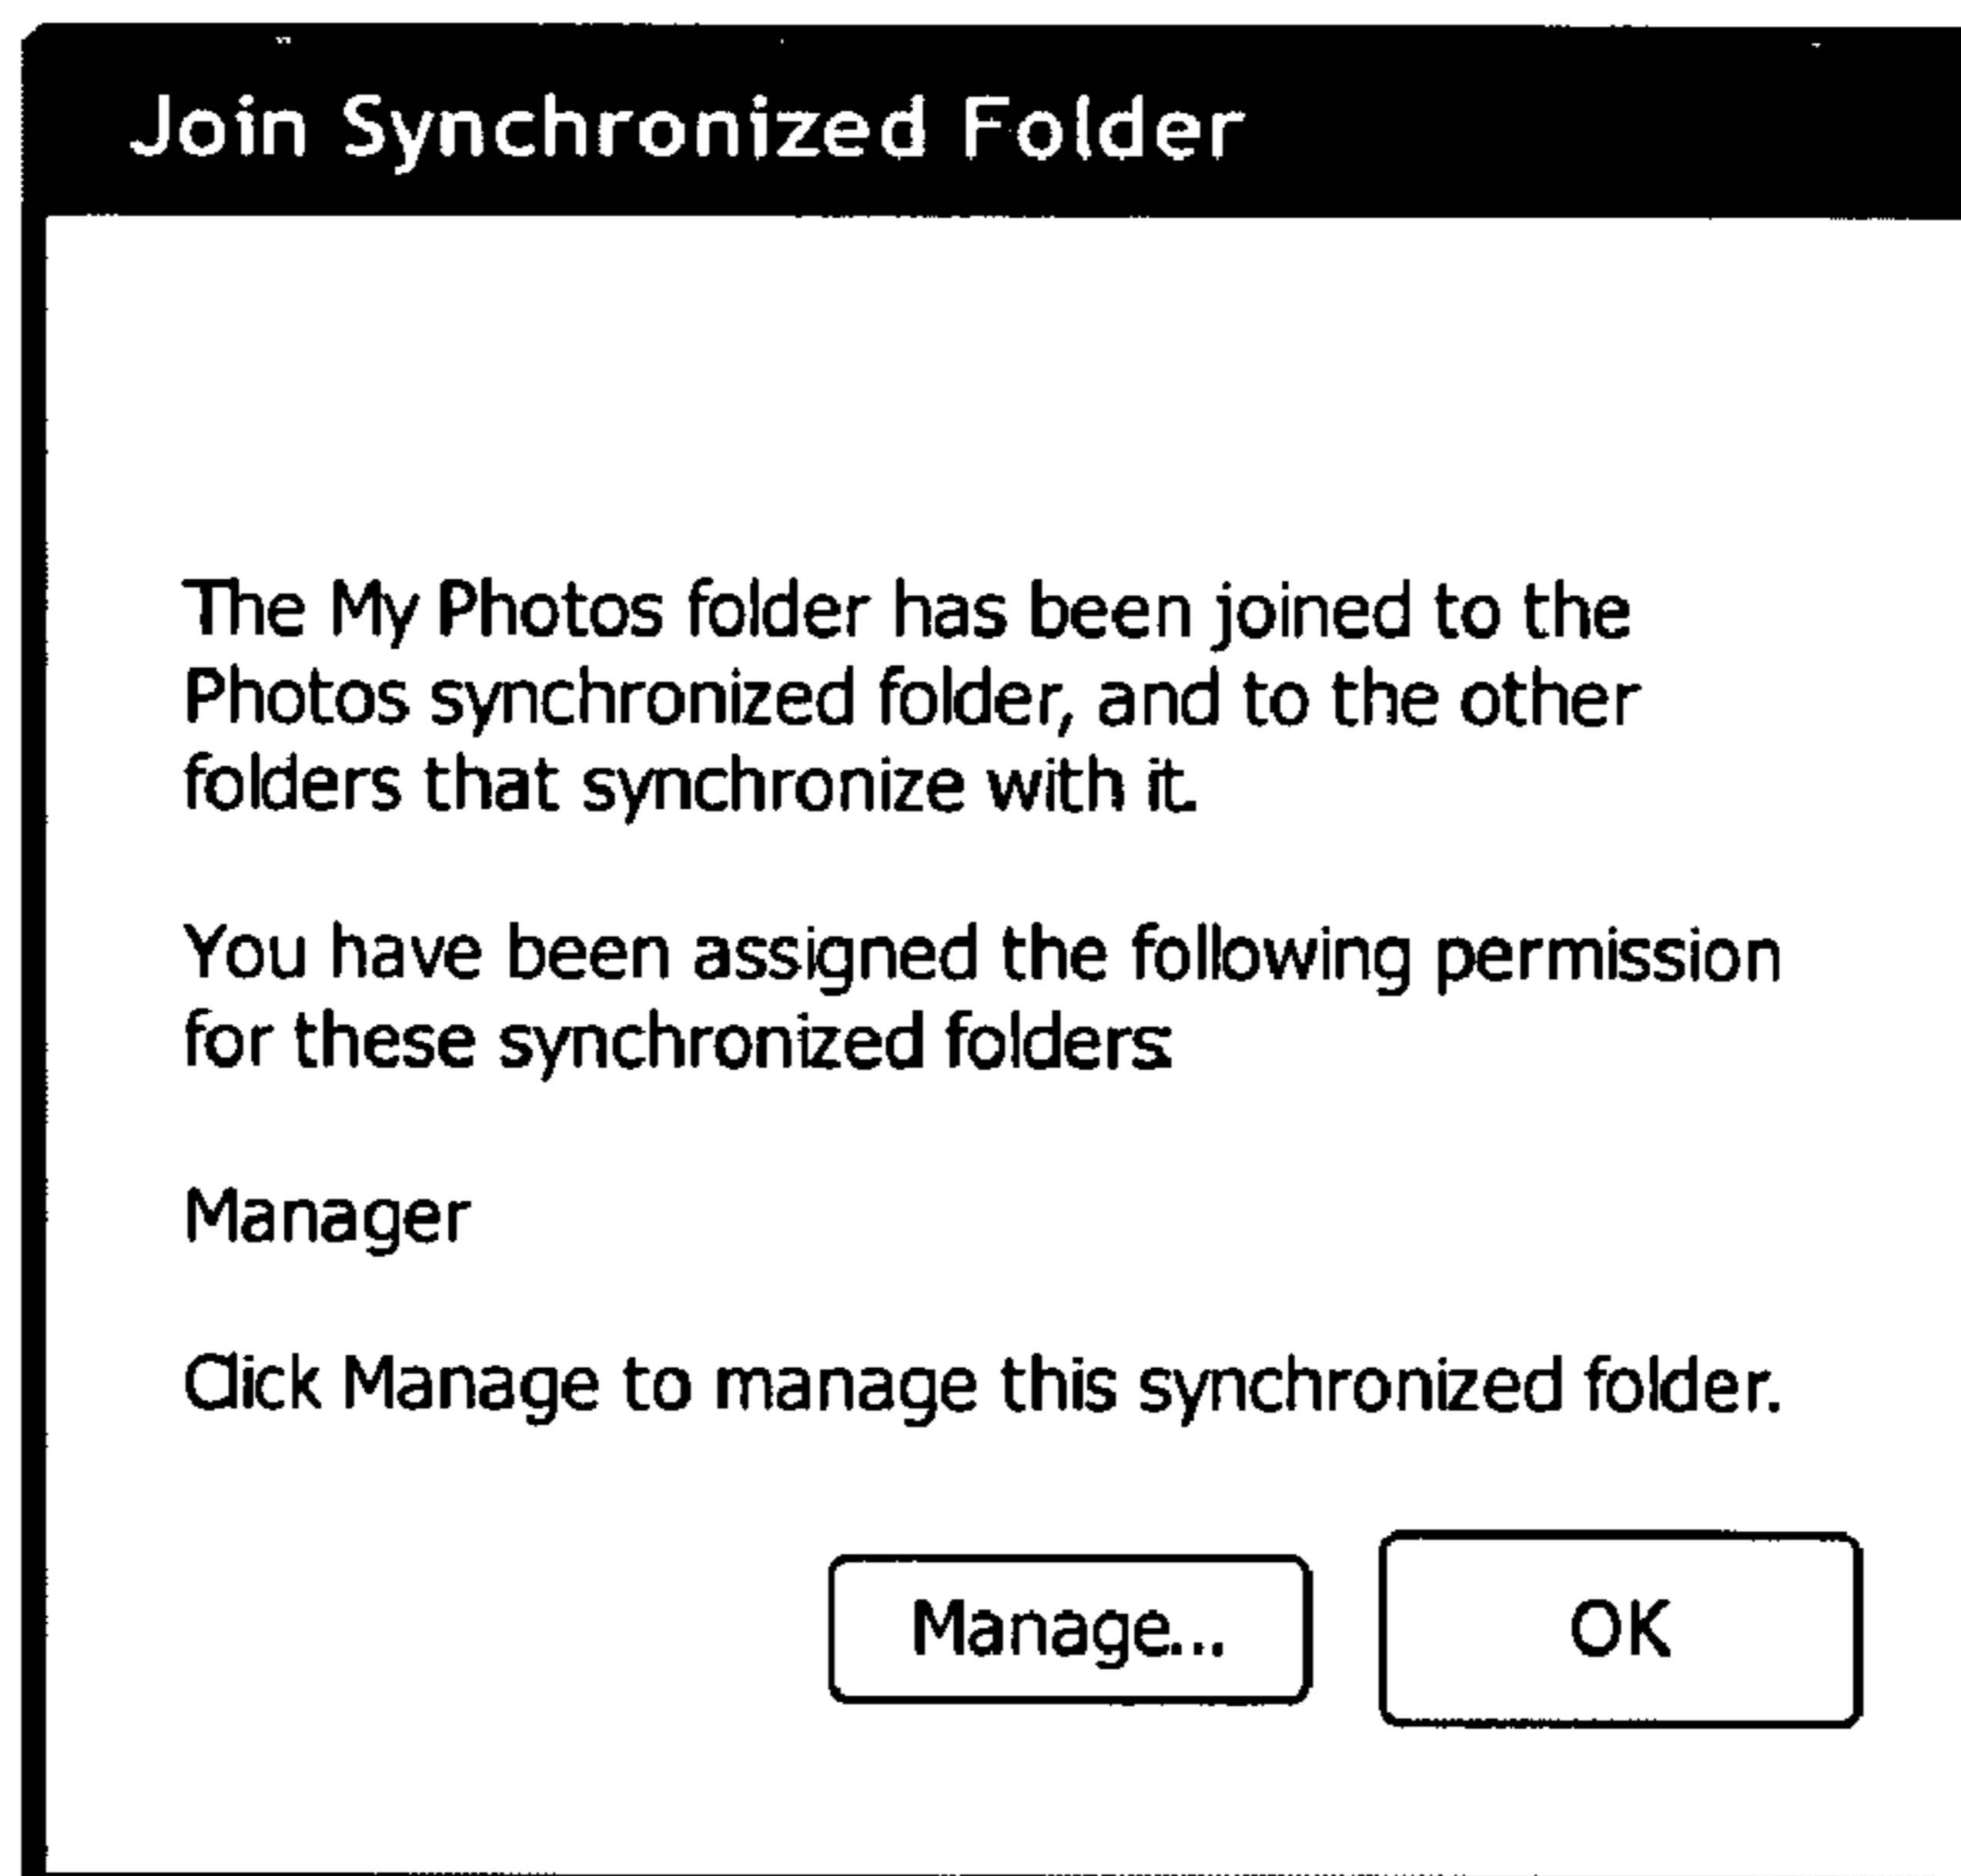 Join Synchronized Folder
The My Photos folder has been joined to the
Photos synchronized folder, and to the other
folders that synchronize with it.
You have been assigned the following permission
for these synchronized folders:
Manager
Click Manage to manage this synchronized folder.
Manage...
OK